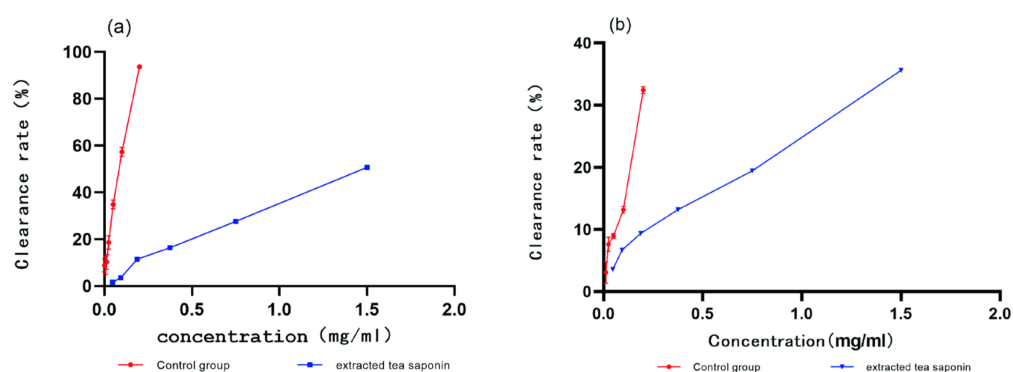 (a)
Clearance rate (%)
100
80
60
40
20
0
0.0 0.5 1.0 1.5 2.0
concentration (mg/ml)
Control group extracted tea saponin
(b)
Clearance rate (%)
40
30
20
10
0
0.0 0.5 1.0 1.5 2.0
Concentration(mg/ml)
Control group extracted tea saponin